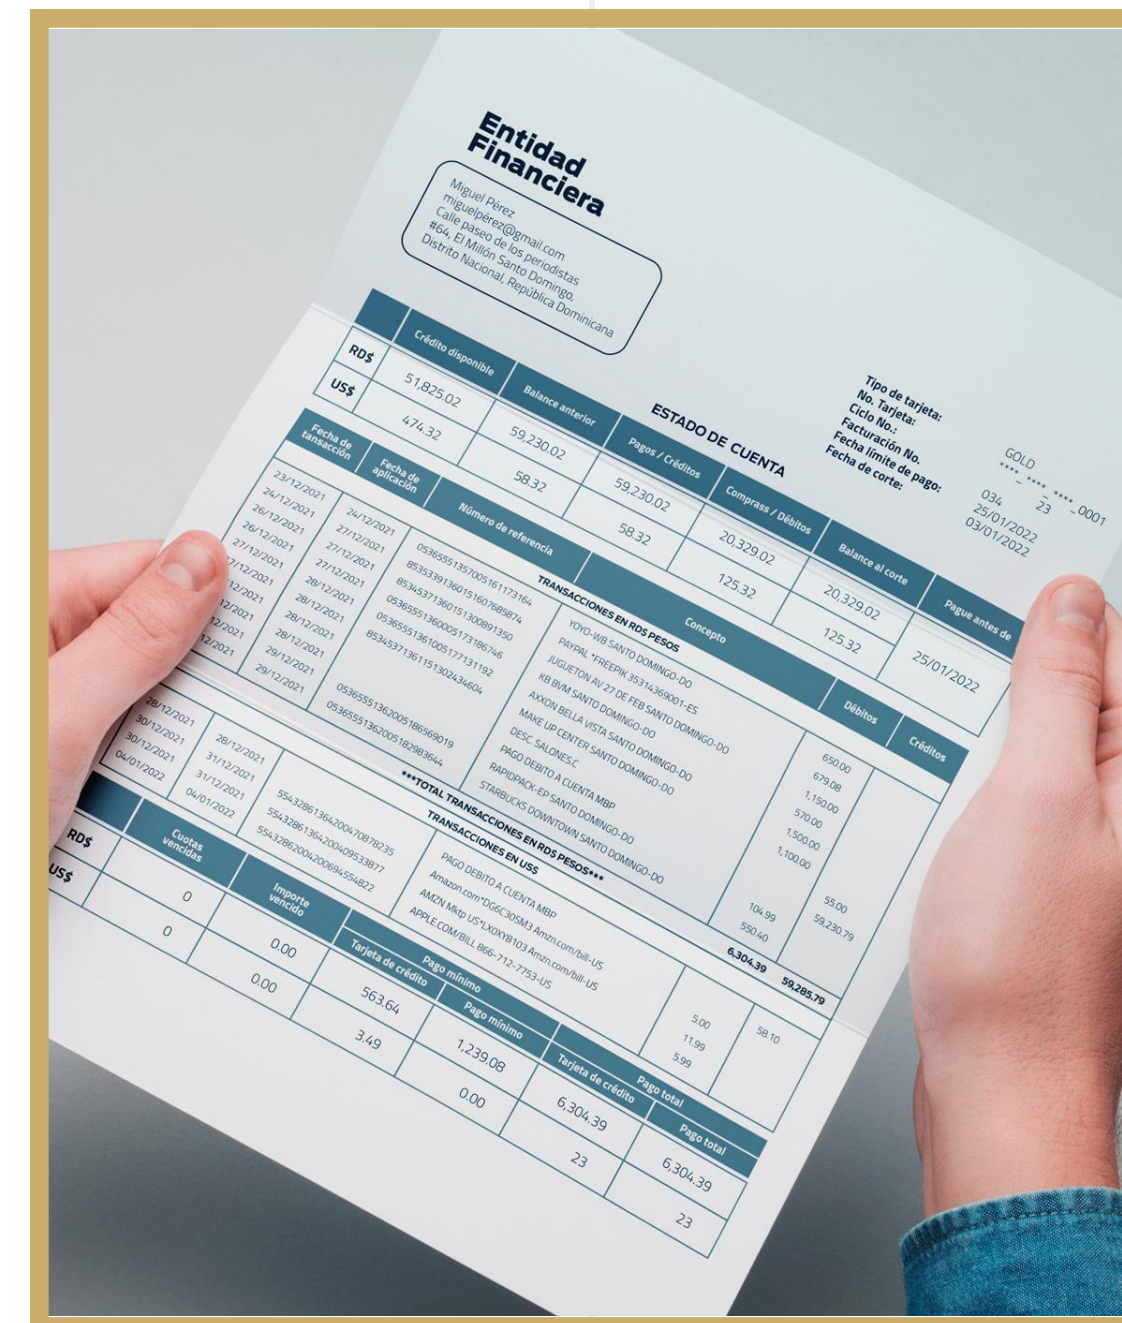 Entidad
Financiera
Miguel Pérez
miguelpérez@gmail.com
Calle paseo de los periodistas
#64, El Millón Santo Domingo,
Distrito Nacional, República Dominicana
ESTADO DE CUENTA
Tipo de tarjeta: GOLD
No. Tarjeta: ****_ ****_****_0001
Ciclo No.: 034
Facturación No. 23
Fecha límite de pago: 25/01/2022
Fecha de corte: 03/01/2022
Crédito disponible Balance anterior Pagos / Créditos Comprass / Débitos Balance al corte Pague antes de
RD$ 51,825.02 59,230.02 59,230.02 20,329.02 20,329.02 25/01/2022
US$ 474.32 58.32 58.32 125.32 125.32
Fecha de tansacción Fecha de aplicación Número de referencia Concepto Débitos Créditos
TRANSACCIONES EN RD$ PESOS
23/12/2021 24/12/2021 05365551357005161173164 YOYO-WB SANTO DOMINGO-DO 650.00
24/12/2021 27/12/2021 85353391360151607685874 PAYPAL *FREEPIK 35314369001-ES 679.08
26/12/2021 27/12/2021 85345371360151300891350 JUGUETON AV 27 DE FEB SANTO DOMINGO-DO 1,150.00
26/12/2021 27/12/2021 05365551360005173186746 KB BVM SANTO DOMINGO-DO 570.00
27/12/2021 28/12/2021 05365551361005177131192 AXXON BELLA VISTA SANTO DOMINGO-DO 1,500.00
27/12/2021 28/12/2021 85345371361151302434604 MAKE UP CENTER SANTO DOMINGO-DO 1,100.00
/12/2021 28/12/2021 DESC. SALONES.C 55.00
/12/2021 28/12/2021 PAGO DEBITO A CUENTA MBP 59,230.79
/12/2021 29/12/2021 05365551362005186569019 RAPIDPACK-EP SANTO DOMINGO-DO 104.99
29/12/2021 05365551362005182983644 STARBUCKS DOWNTOWN SANTO DOMINGO-DO 550.40
***TOTAL TRANSACCIONES EN RD$ PESOS*** 6,304.39 59,285.79
TRANSACCIONES EN US$
28/12/2021 28/12/2021 PAGO DEBITO A CUENTA MBP 58.10
30/12/2021 31/12/2021 55432861364200470878235 Amazon.com*DG6C30SM3 Amzn.com/bill-US 5.00
30/12/2021 31/12/2021 55432861364200409533877 AMZN Mktp US*LX0XY8103 Amzn.com/bill-US 11.99
04/01/2022 04/01/2022 55432862004200694554822 APPLE.COM/BILL 866-712-7753-US 5.99
Cuotas vencidas Importe vencido Pago mínimo Pago total
Tarjeta de crédito Pago mínimo Tarjeta de crédito Pago total
RD$ 0 0.00 563.64 1,239.08 6,304.39 6,304.39
US$ 0 0.00 3.49 0.00 23 23